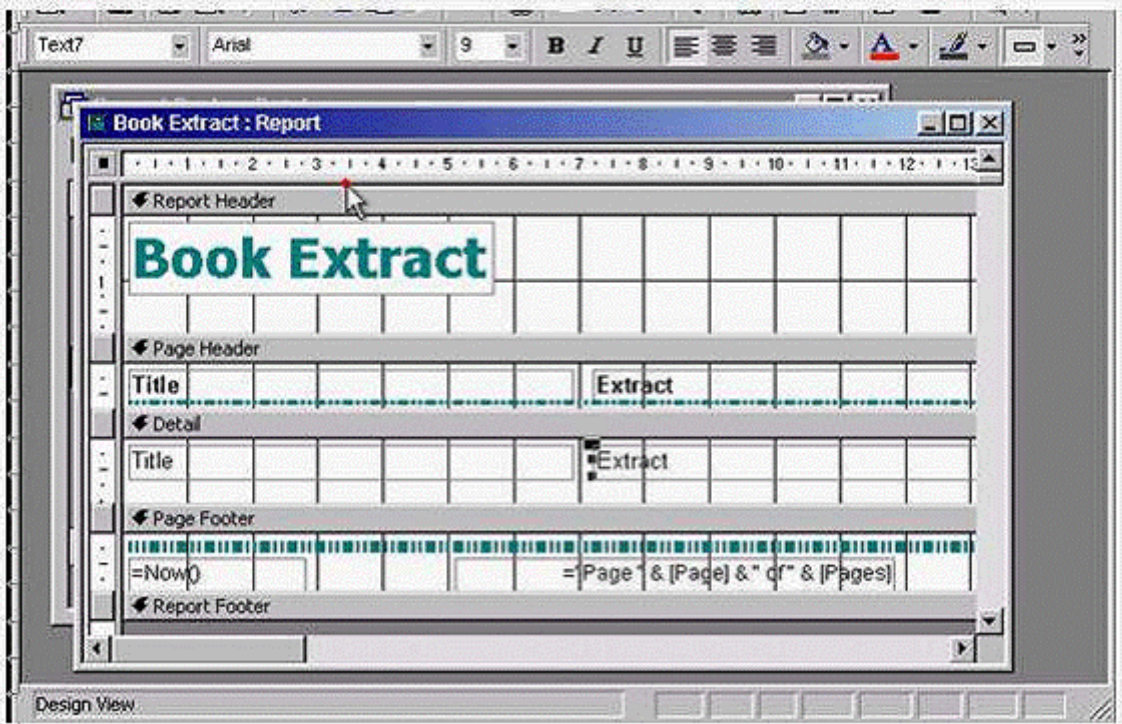 Text7 Arial 9 B I U A
Book Extract : Report
1 2 3 4 5 6 7 8 9 10 11 12 13
Report Header
1
Book Extract
Page Header
Title Extract
Detail
Title Extract
Page Footer
=Now() ="Page " & [Page] & " of " & [Pages]
Report Footer
Design View